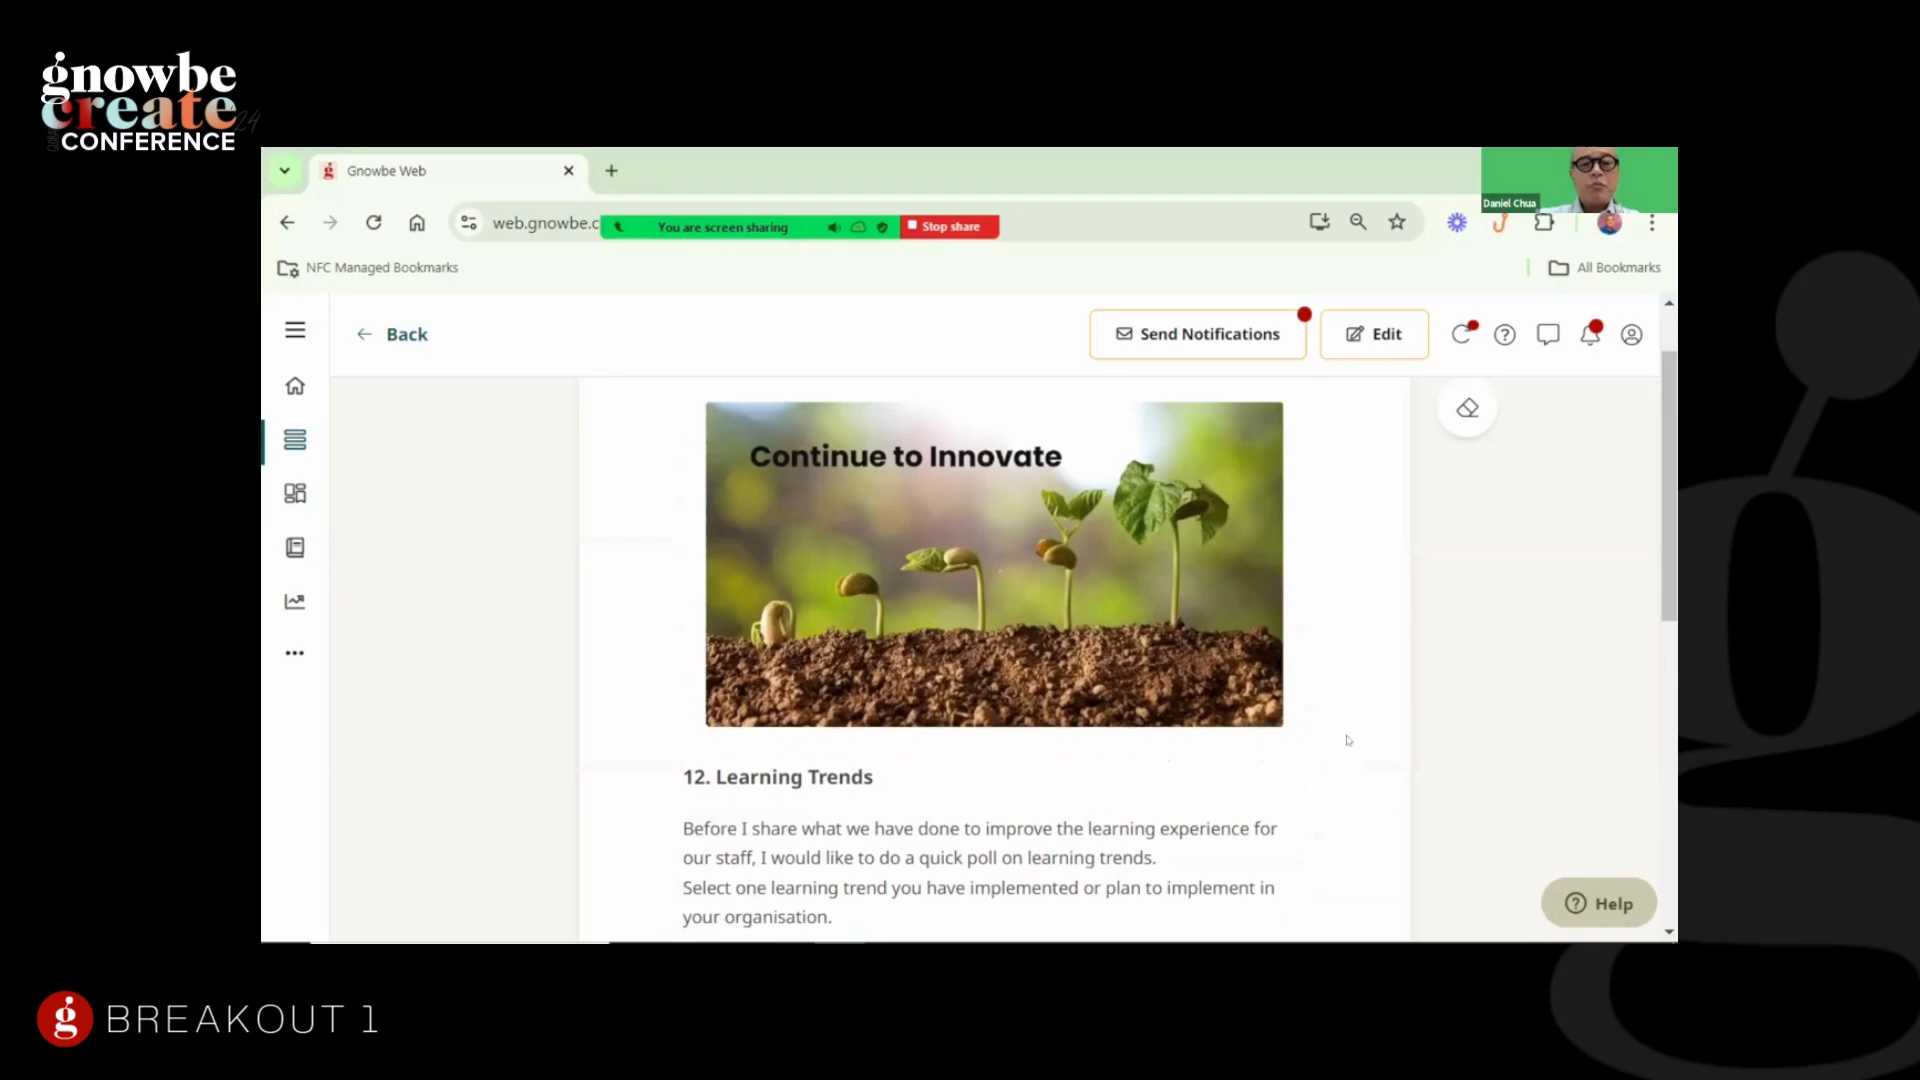 gnowbe
create '24
CONFERENCE
Gnowbe Web
Daniel Chua
web.gnowbe.c
You are screen sharing
Stop share
NFC Managed Bookmarks
All Bookmarks
Back
Send Notifications
Edit
Continue to Innovate
12. Learning Trends
Before I share what we have done to improve the learning experience for
our staff, I would like to do a quick poll on learning trends.
Select one learning trend you have implemented or plan to implement in
your organisation.
Help
g BREAKOUT 1